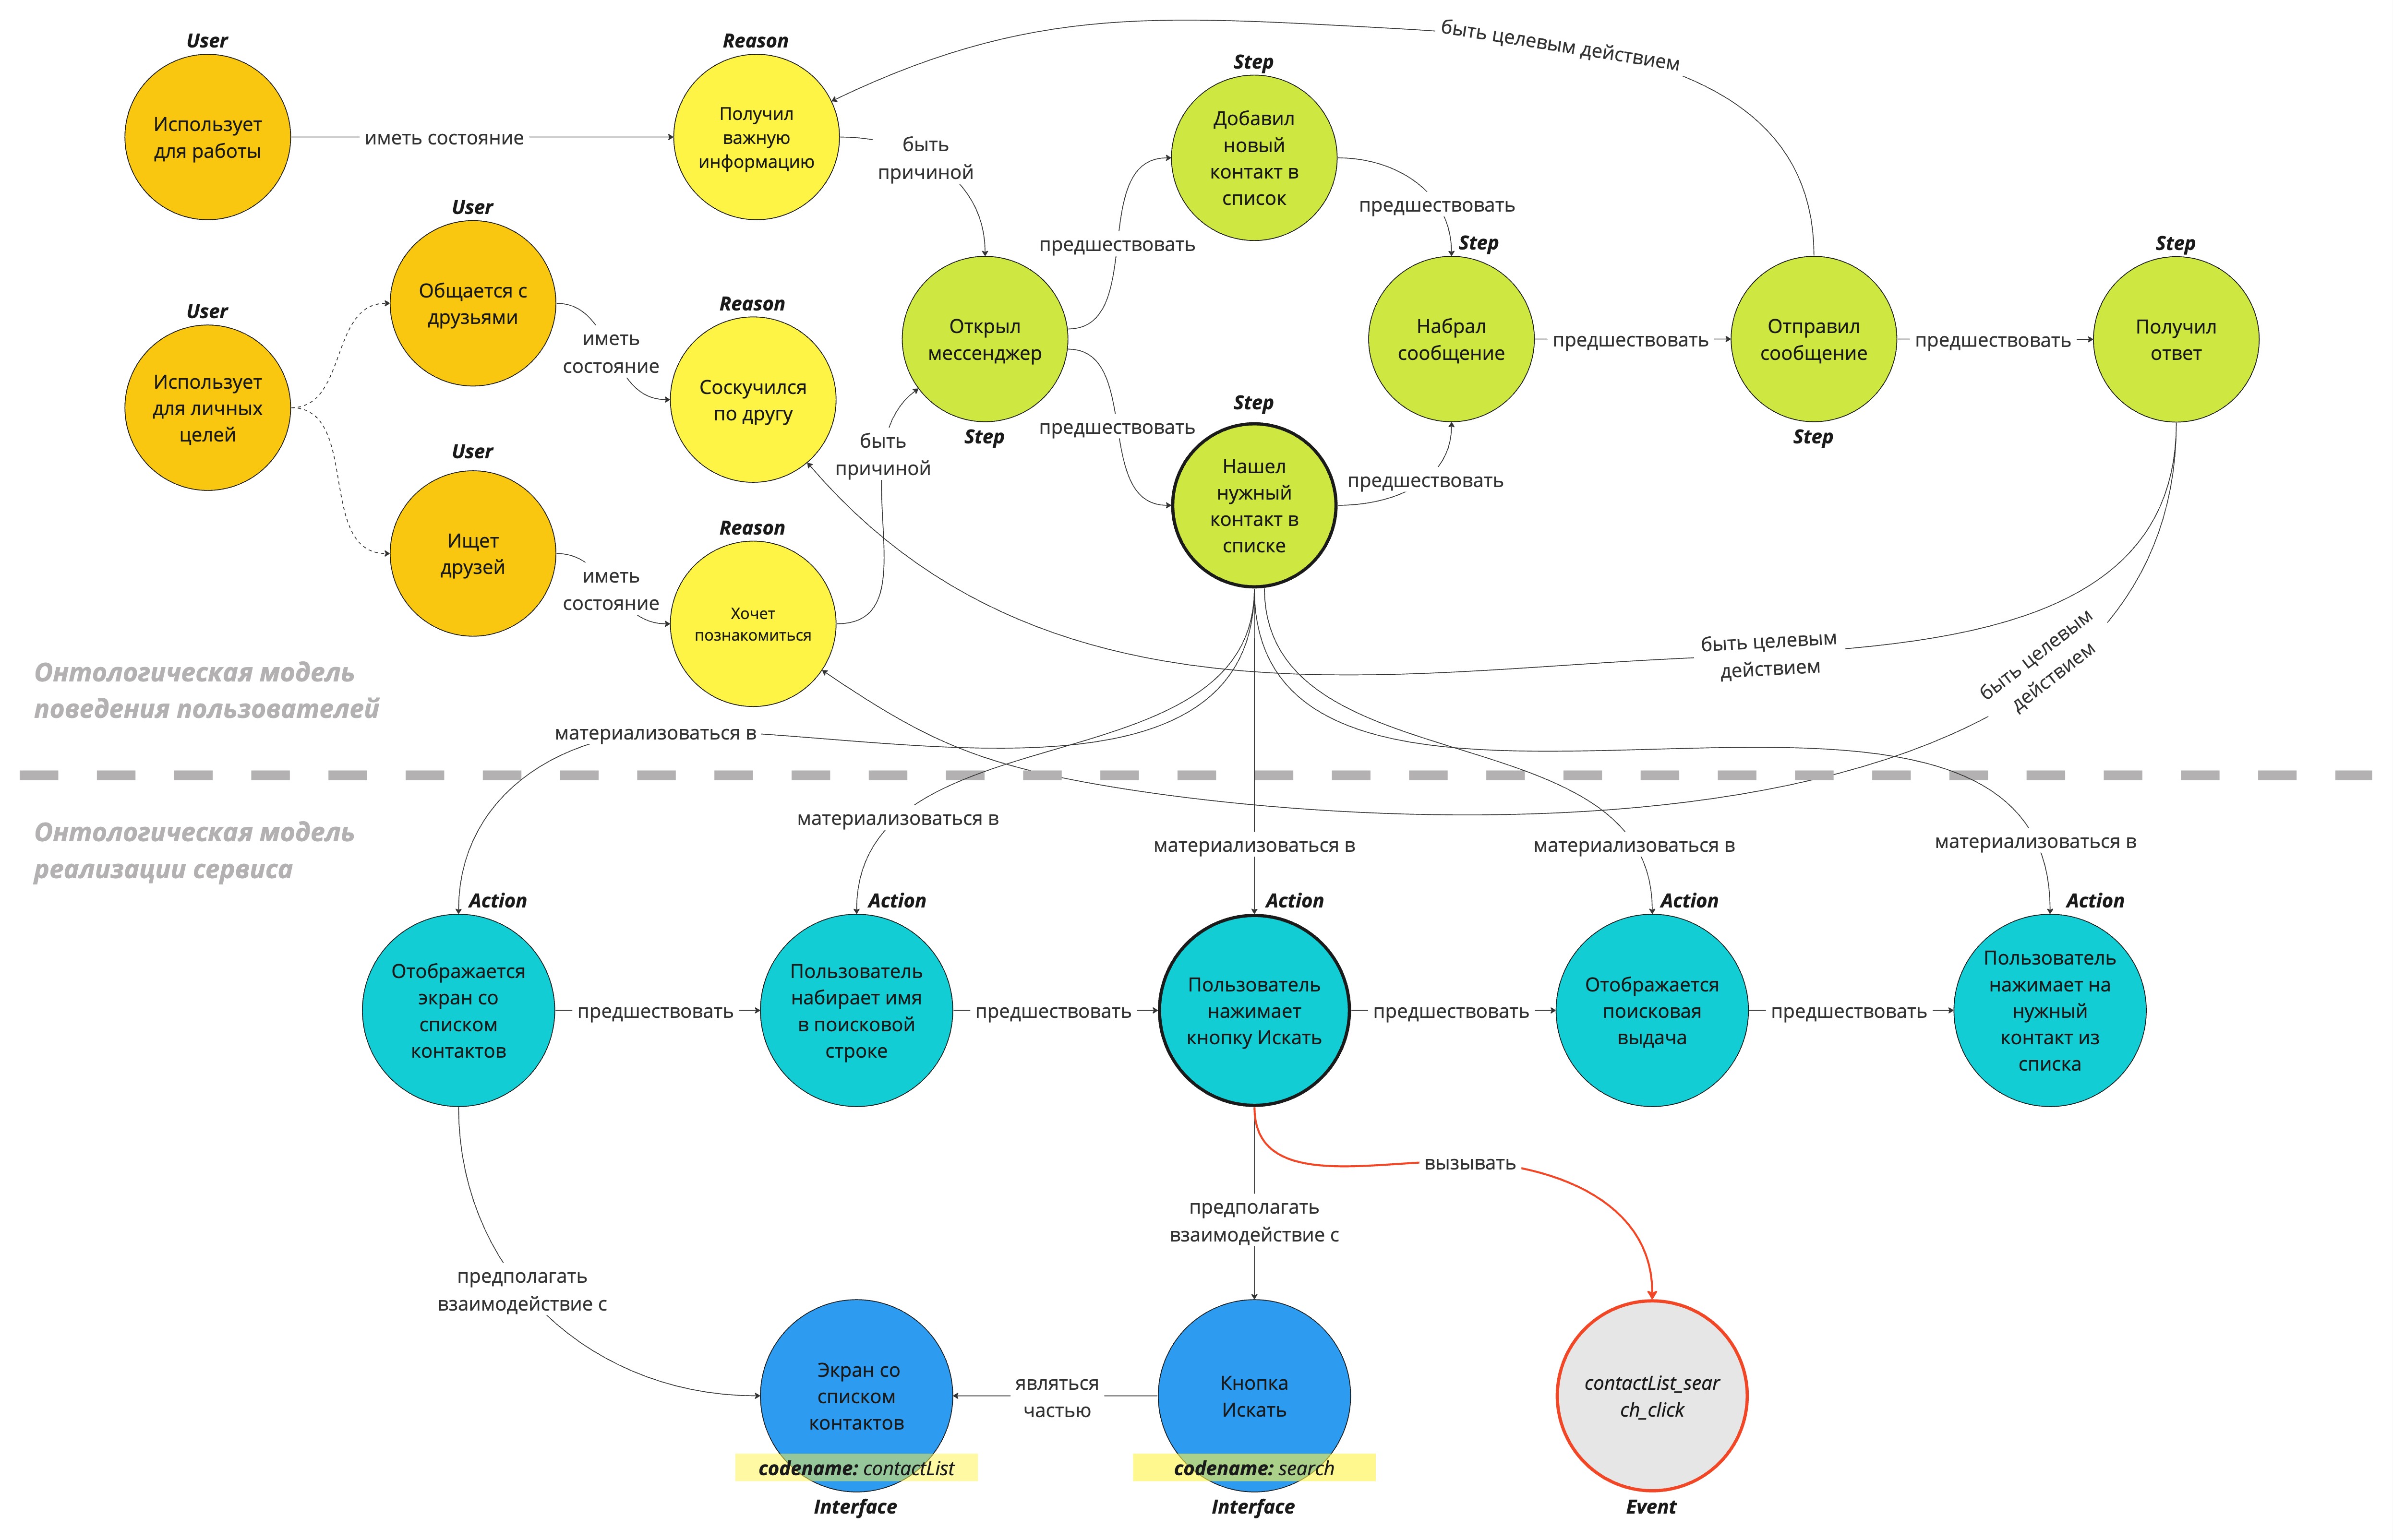 User
Использует
для работы
иметь состояние
Reason
Получил
важную
информацию
быть
причиной
быть целевым действием
Step
Добавил
новый
контакт в
список
предшествовать
предшествовать
User
Общается с
друзьями
иметь
состояние
User
Использует
для личных
целей
Reason
Соскучился
по другу
Открыл
мессенджер
Step
предшествовать
быть
причиной
Step
Набрал
сообщение
предшествовать
Отправил
сообщение
Step
предшествовать
Step
Получил
ответ
Step
Нашел
нужный
контакт в
списке
предшествовать
User
Ищет
друзей
иметь
состояние
Reason
Хочет
познакомиться
быть целевым
действием
быть целевым
действием
Онтологическая модель
поведения пользователей
Онтологическая модель
реализации сервиса
материализоваться в
материализоваться в
материализоваться в
материализоваться в
материализоваться в
Action
Отображается
экран со
списком
контактов
предшествовать
Action
Пользователь
набирает имя
в поисковой
строке
предшествовать
Action
Пользователь
нажимает
кнопку Искать
предшествовать
Action
Отображается
поисковая
выдача
предшествовать
Action
Пользователь
нажимает на
нужный
контакт из
списка
вызывать
предполагать
взаимодействие с
предполагать
взаимодействие с
Экран со
списком
контактов
codename: contactList
Interface
являться
частью
Кнопка
Искать
codename: search
Interface
contactList_sear
ch_click
Event